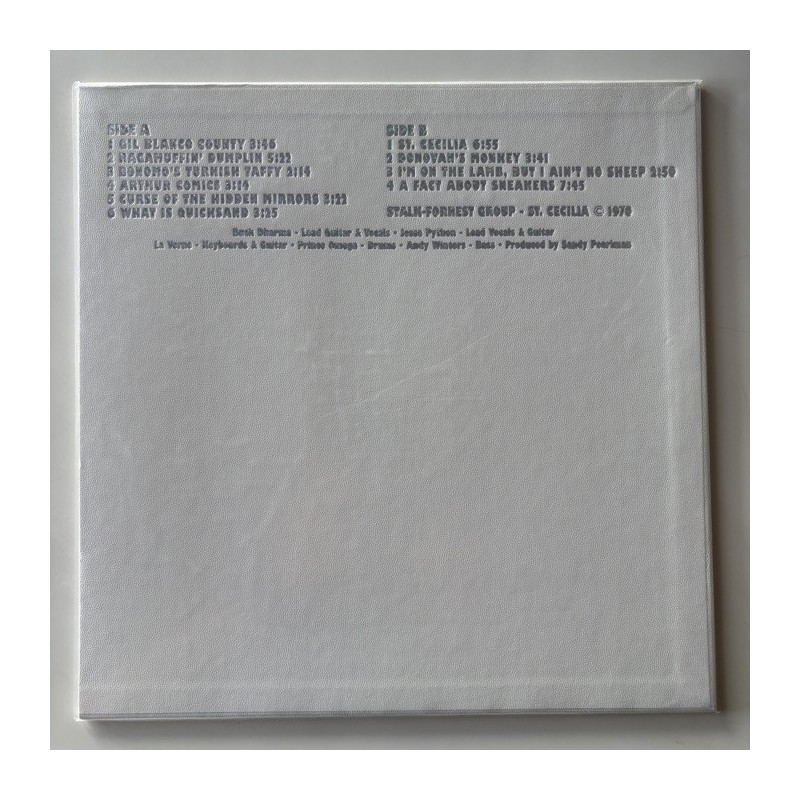 SIDE A
1 GIL BLANCO COUNTY 3:46
2 RAGAMUFFIN' DUMPLIN 5:22
3 BONOMO'S TURKISH TAFFY 2:14
4 ARTHUR COMICS 3:14
5 CURSE OF THE HIDDEN MIRRORS 3:22
6 WHAT IS QUICKSAND 3:25
SIDE B
1 ST. CECILIA 6:55
2 DONOVAN'S MONKEY 3:41
3 I'M ON THE LAMB, BUT I AIN'T NO SHEEP 2:50
4 A FACT ABOUT SNEAKERS 7:45
STALK-FORREST GROUP - ST. CECILIA © 1970
Buck Dharma - Lead Guitar & Vocals - Jesse Python - Lead Vocals & Guitar
La Verne - Keyboards & Guitar - Prince Omega - Drums - Andy Winters - Bass - Produced by Sandy Pearlman